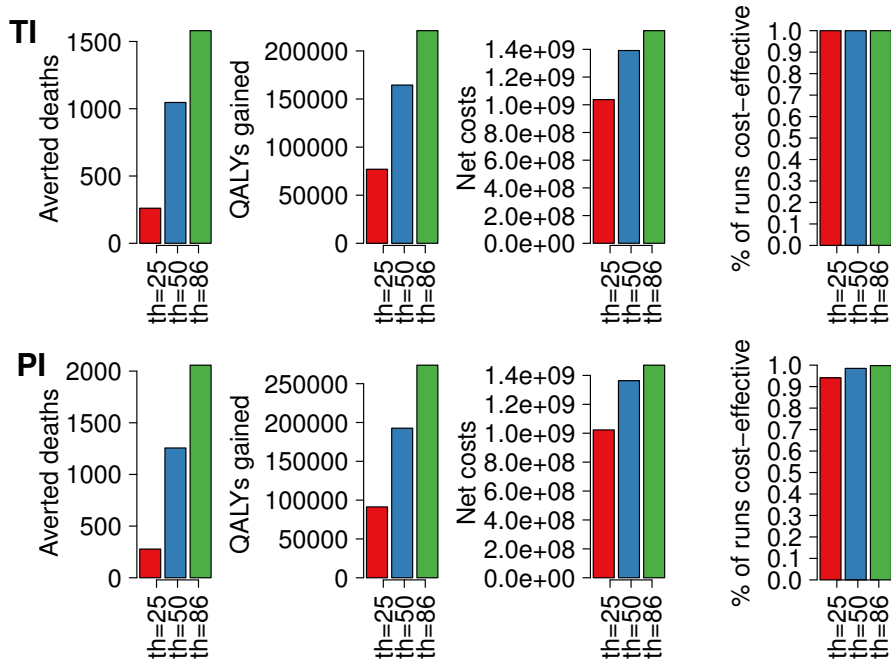 TI
Averted deaths
1500
1000
500
0
th=25
th=50
th=86
QALYs gained
200000
150000
100000
50000
0
th=25
th=50
th=86
Net costs
1.4e+09
1.2e+09
1.0e+09
8.0e+08
6.0e+08
4.0e+08
2.0e+08
0.0e+00
th=25
th=50
th=86
% of runs cost−effective
1.0
0.9
0.8
0.7
0.6
0.5
0.4
0.3
0.2
0.1
0.0
th=25
th=50
th=86
PI
Averted deaths
2000
1500
1000
500
0
th=25
th=50
th=86
QALYs gained
250000
200000
150000
100000
50000
0
th=25
th=50
th=86
Net costs
1.4e+09
1.2e+09
1.0e+09
8.0e+08
6.0e+08
4.0e+08
2.0e+08
0.0e+00
th=25
th=50
th=86
% of runs cost−effective
1.0
0.9
0.8
0.7
0.6
0.5
0.4
0.3
0.2
0.1
0.0
th=25
th=50
th=86